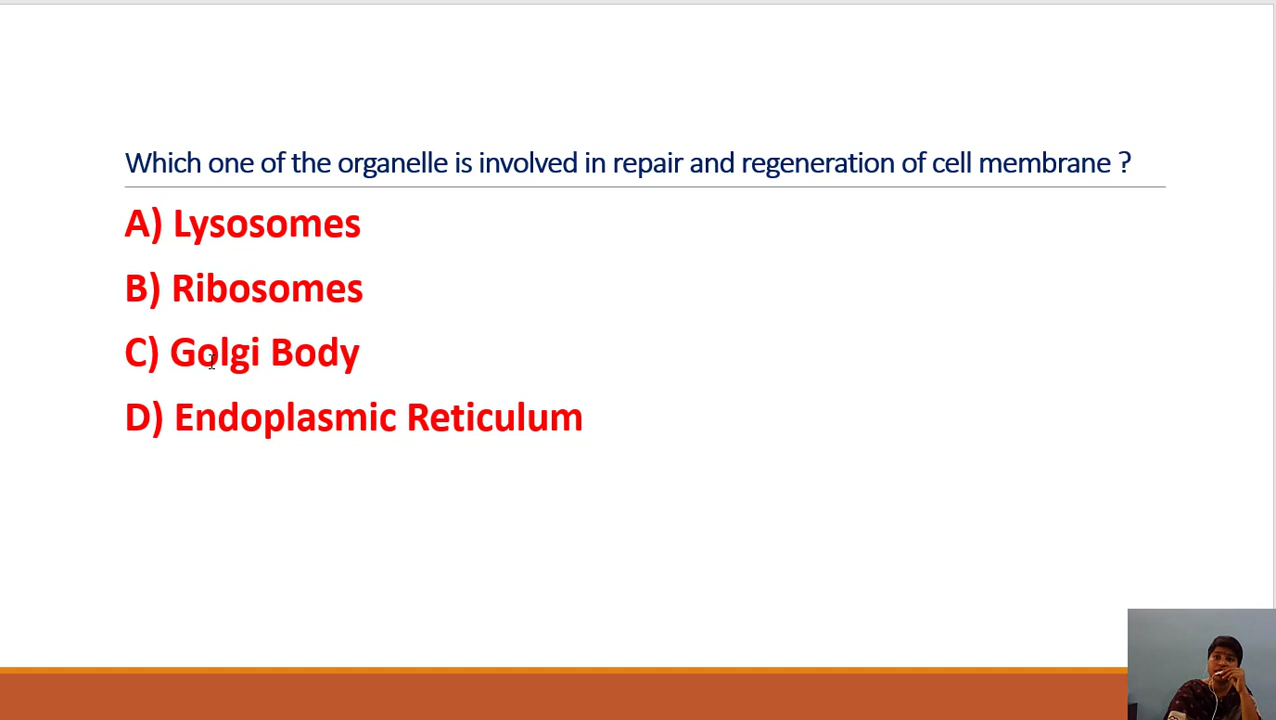 Which one of the organelle is involved in repair and regeneration of cell membrane ?
A) Lysosomes
B) Ribosomes
C) Golgi Body
D) Endoplasmic Reticulum